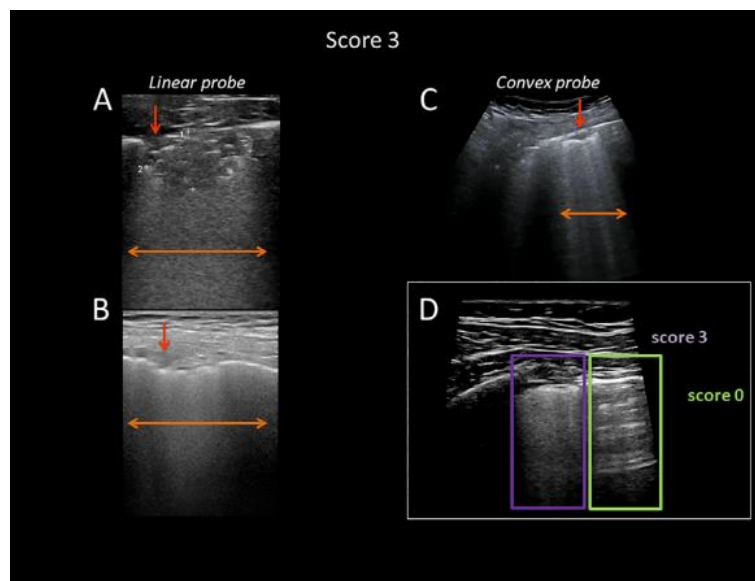 Score 3
Linear probe
Convex probe
A
C
B
D
score 3
score 0